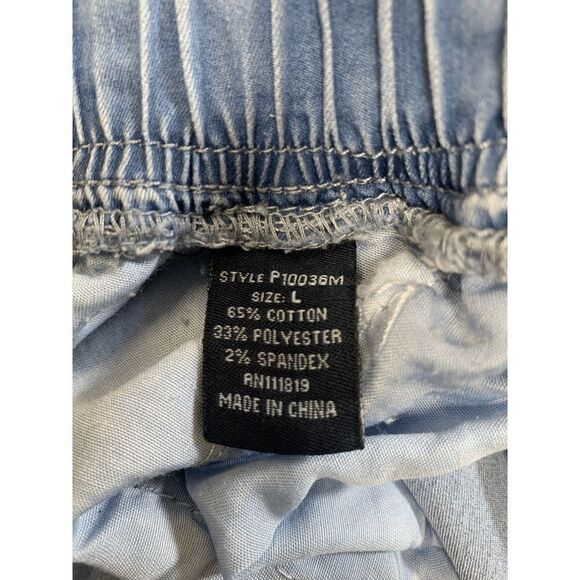 STYLE P10036M
SIZE: L
65% COTTON
33% POLYESTER
2% SPANDEX
RN111819
MADE IN CHINA